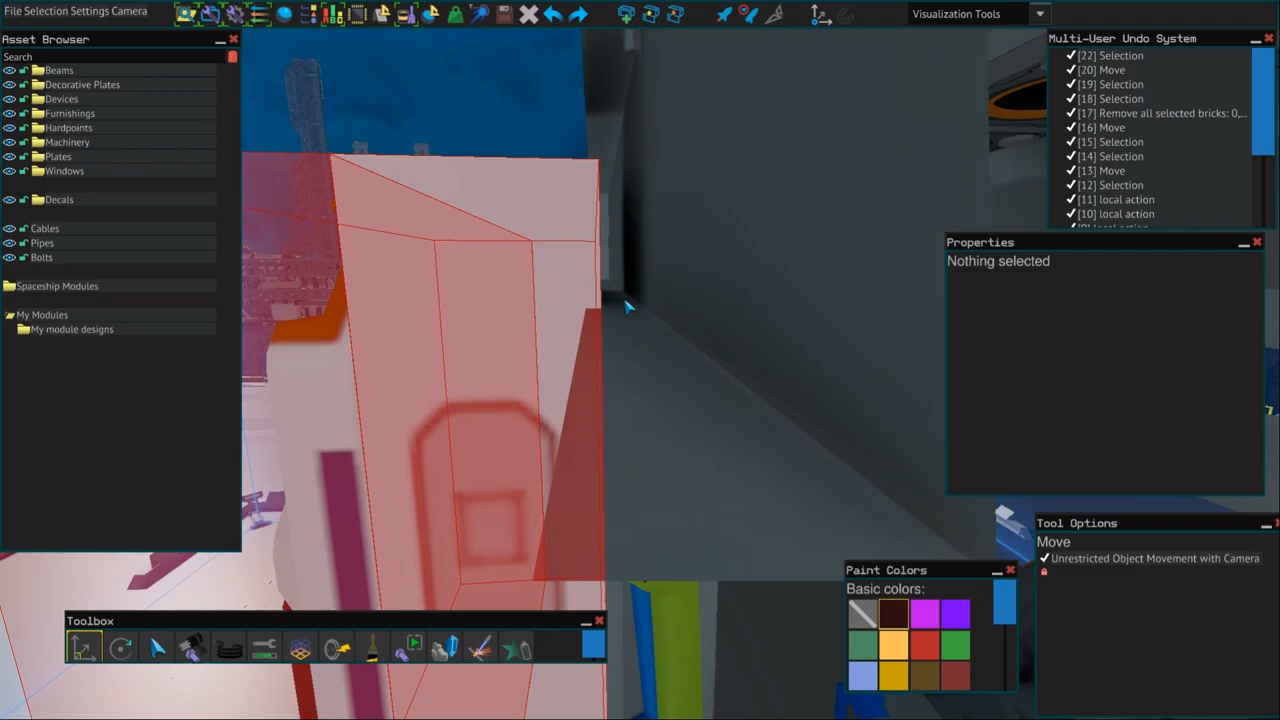 File Selection Settings Camera
Visualization Tools
Asset Browser
Search
Beams
Decorative Plates
Devices
Furnishings
Hardpoints
Machinery
Plates
Windows
Decals
Cables
Pipes
Bolts
Spaceship Modules
My Modules
My module designs
Multi-User Undo System
[22] Selection
[20] Move
[19] Selection
[18] Selection
[17] Remove all selected bricks: 0,...
[16] Move
[15] Selection
[14] Selection
[13] Move
[12] Selection
[11] local action
[10] local action
Properties
Nothing selected
Tool Options
Move
Unrestricted Object Movement with Camera
Paint Colors
Basic colors:
Toolbox